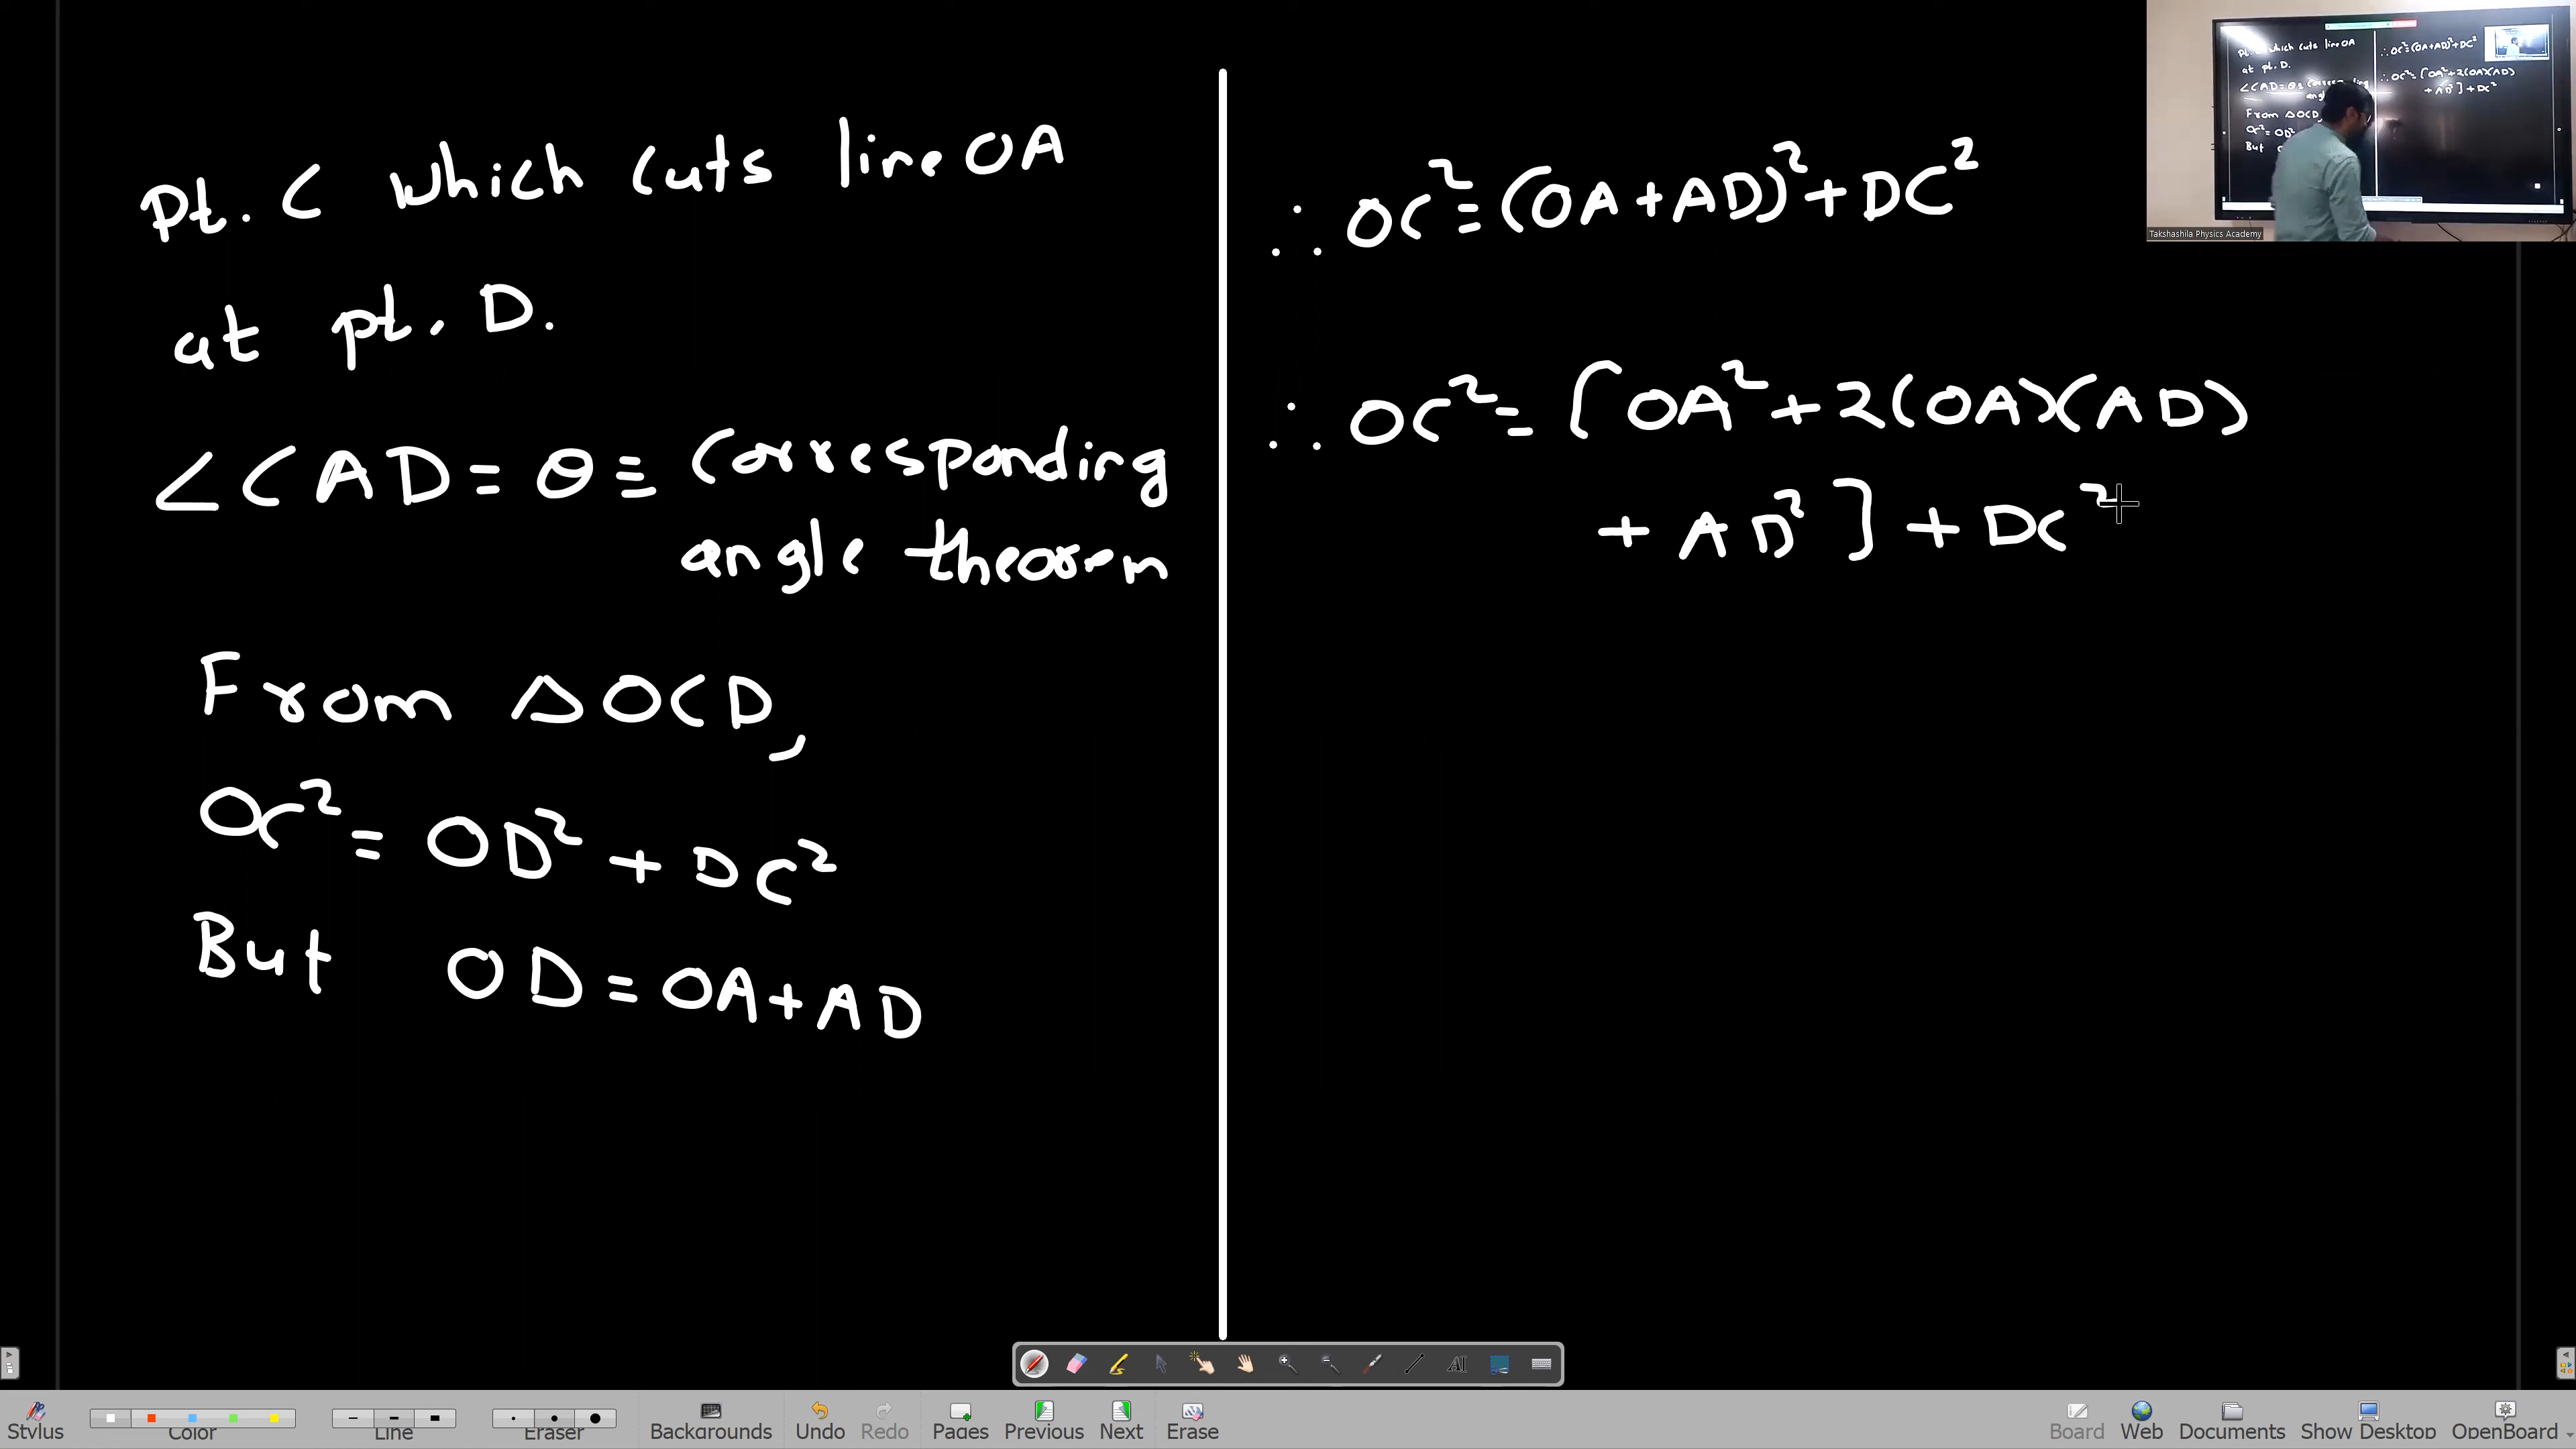 Pt. C which cuts line OA
at pt. D.
∠CAD = θ ≡ Corresponding
angle theorem
From △OCD,
OC² = OD² + DC²
But OD = OA + AD
∴ OC² = (OA + AD)² + DC²
∴ OC² = [OA² + 2(OA)(AD)
+ AD²] + DC²
Takshashila Physics Academy
Stylus
Color
Line
Eraser
Backgrounds
Undo
Redo
Pages
Previous
Next
Erase
Board
Web
Documents
Show Desktop
OpenBoard